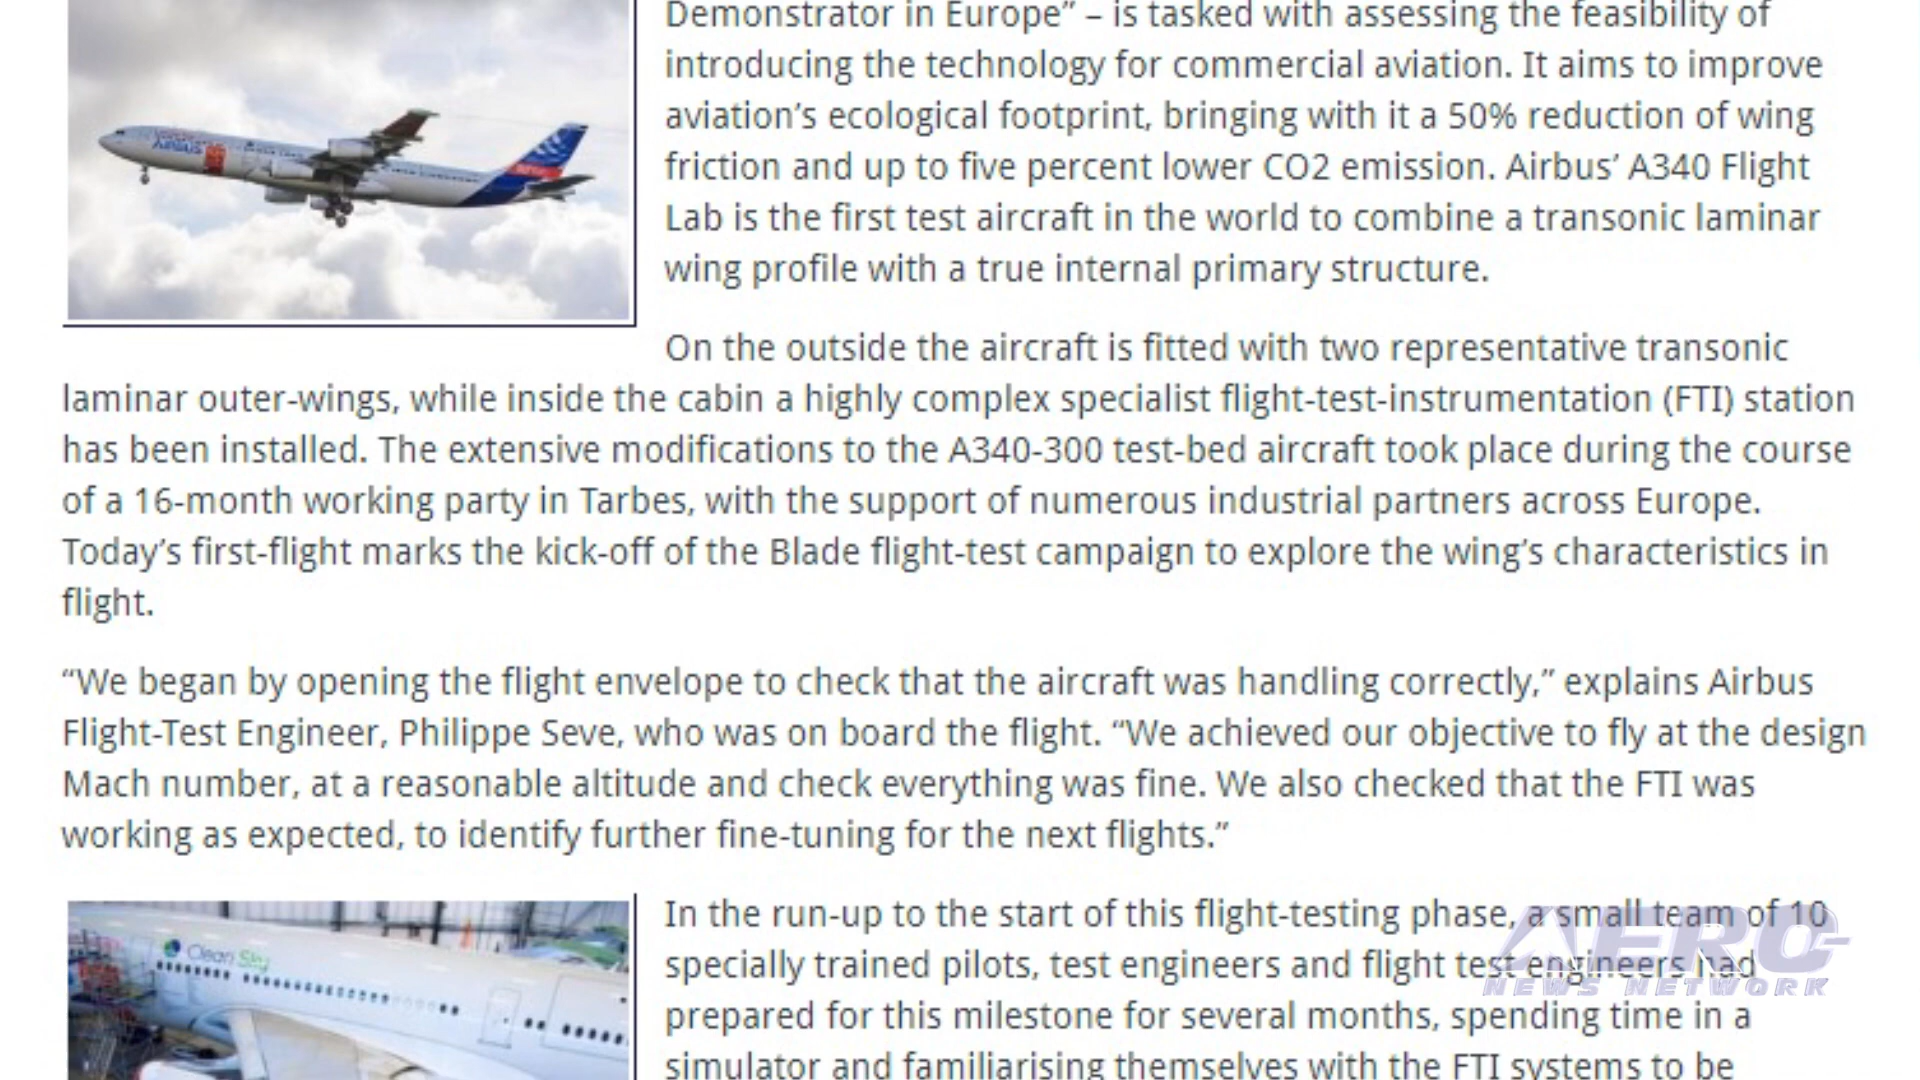 Demonstrator in Europe” – is tasked with assessing the feasibility of
introducing the technology for commercial aviation. It aims to improve
aviation’s ecological footprint, bringing with it a 50% reduction of wing
friction and up to five percent lower CO2 emission. Airbus’ A340 Flight
Lab is the first test aircraft in the world to combine a transonic laminar
wing profile with a true internal primary structure.
On the outside the aircraft is fitted with two representative transonic
laminar outer-wings, while inside the cabin a highly complex specialist flight-test-instrumentation (FTI) station
has been installed. The extensive modifications to the A340-300 test-bed aircraft took place during the course
of a 16-month working party in Tarbes, with the support of numerous industrial partners across Europe.
Today’s first-flight marks the kick-off of the Blade flight-test campaign to explore the wing’s characteristics in
flight.
“We began by opening the flight envelope to check that the aircraft was handling correctly,” explains Airbus
Flight-Test Engineer, Philippe Seve, who was on board the flight. “We achieved our objective to fly at the design
Mach number, at a reasonable altitude and check everything was fine. We also checked that the FTI was
working as expected, to identify further fine-tuning for the next flights.”
In the run-up to the start of this flight-testing phase, a small team of 10
specially trained pilots, test engineers and flight test engineers had
prepared for this milestone for several months, spending time in a
simulator and familiarising themselves with the FTI systems to be
AIRBUS
Clean Sky
AERO
NEWS NETWORK